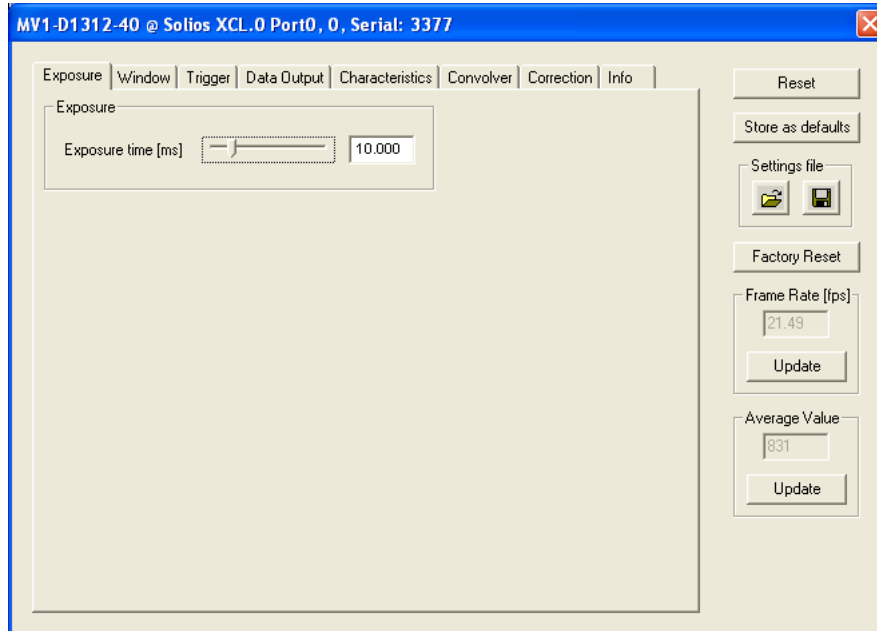 MV1-D1312-40 @ Solios XCL.0 Port0, 0, Serial: 3377
Exposure Window Trigger Data Output Characteristics Convolver Correction Info
Exposure
Exposure time [ms] 10.000
Reset
Store as defaults
Settings file
Factory Reset
Frame Rate [fps]
21.49
Update
Average Value
831
Update